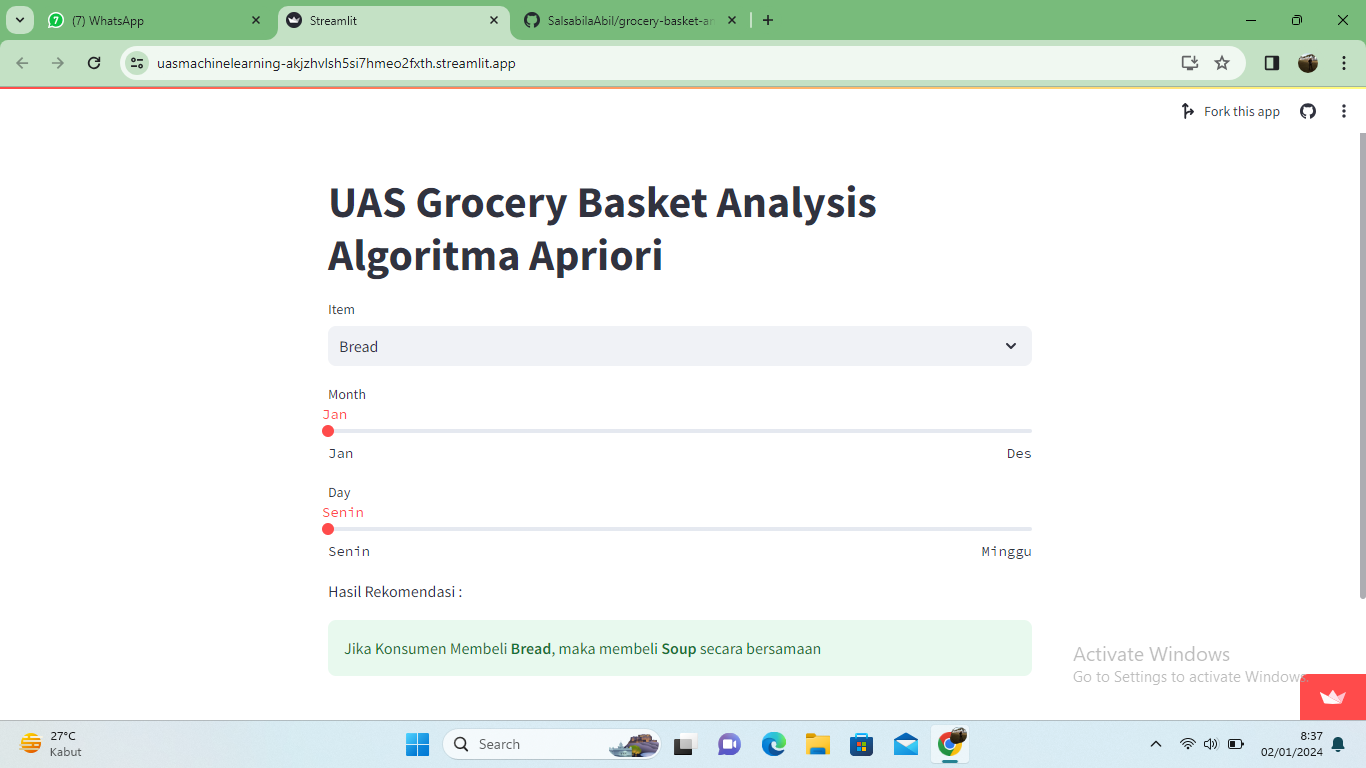 (7) WhatsApp
Streamlit
SalsabilaAbil/grocery-basket-an
uasmachinelearning-akjzhvlsh5si7hmeo2fxth.streamlit.app
Fork this app
UAS Grocery Basket Analysis
Algoritma Apriori
Item
Bread
Month
Jan
Jan Des
Day
Senin
Senin Minggu
Hasil Rekomendasi :
Jika Konsumen Membeli Bread, maka membeli Soup secara bersamaan
Activate Windows
Go to Settings to activate Windows.
27°C
Kabut
Search
8:37
02/01/2024